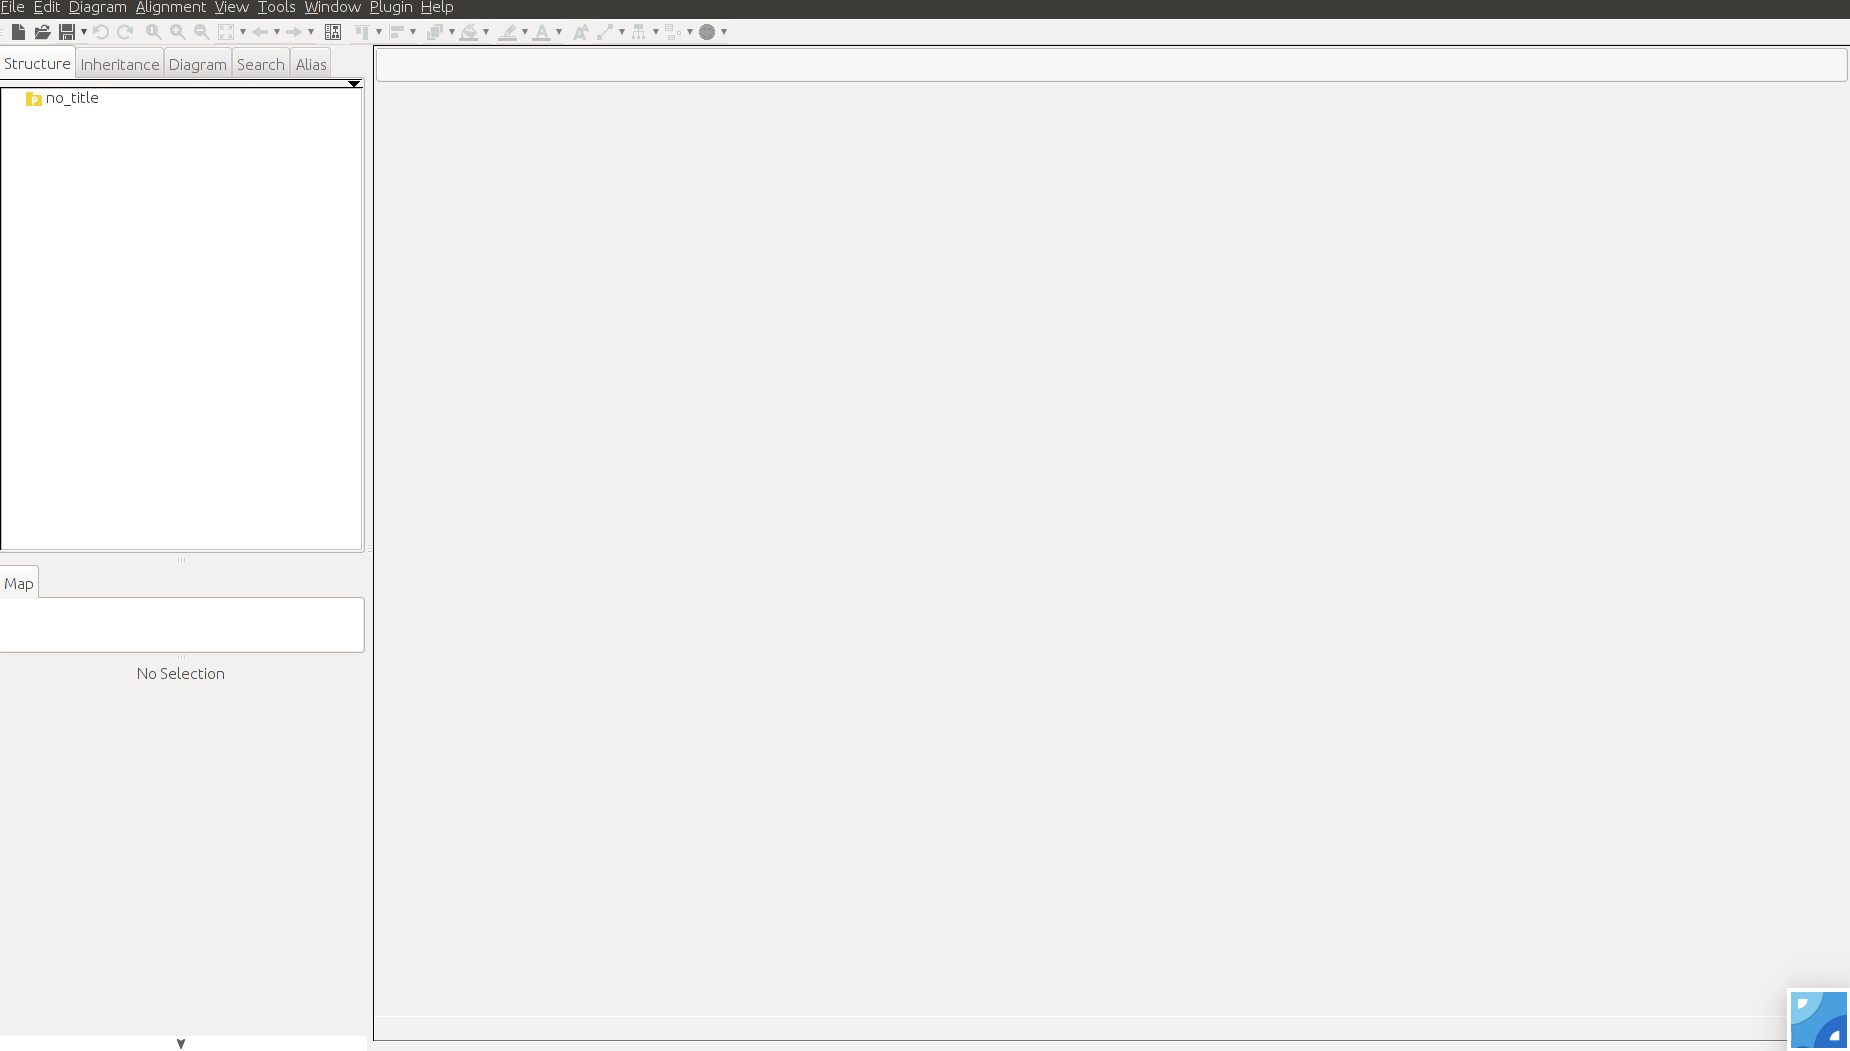 File Edit Diagram Alignment View Tools Window Plugin Help
Structure Inheritance Diagram Search Alias
no_title
Map
No Selection